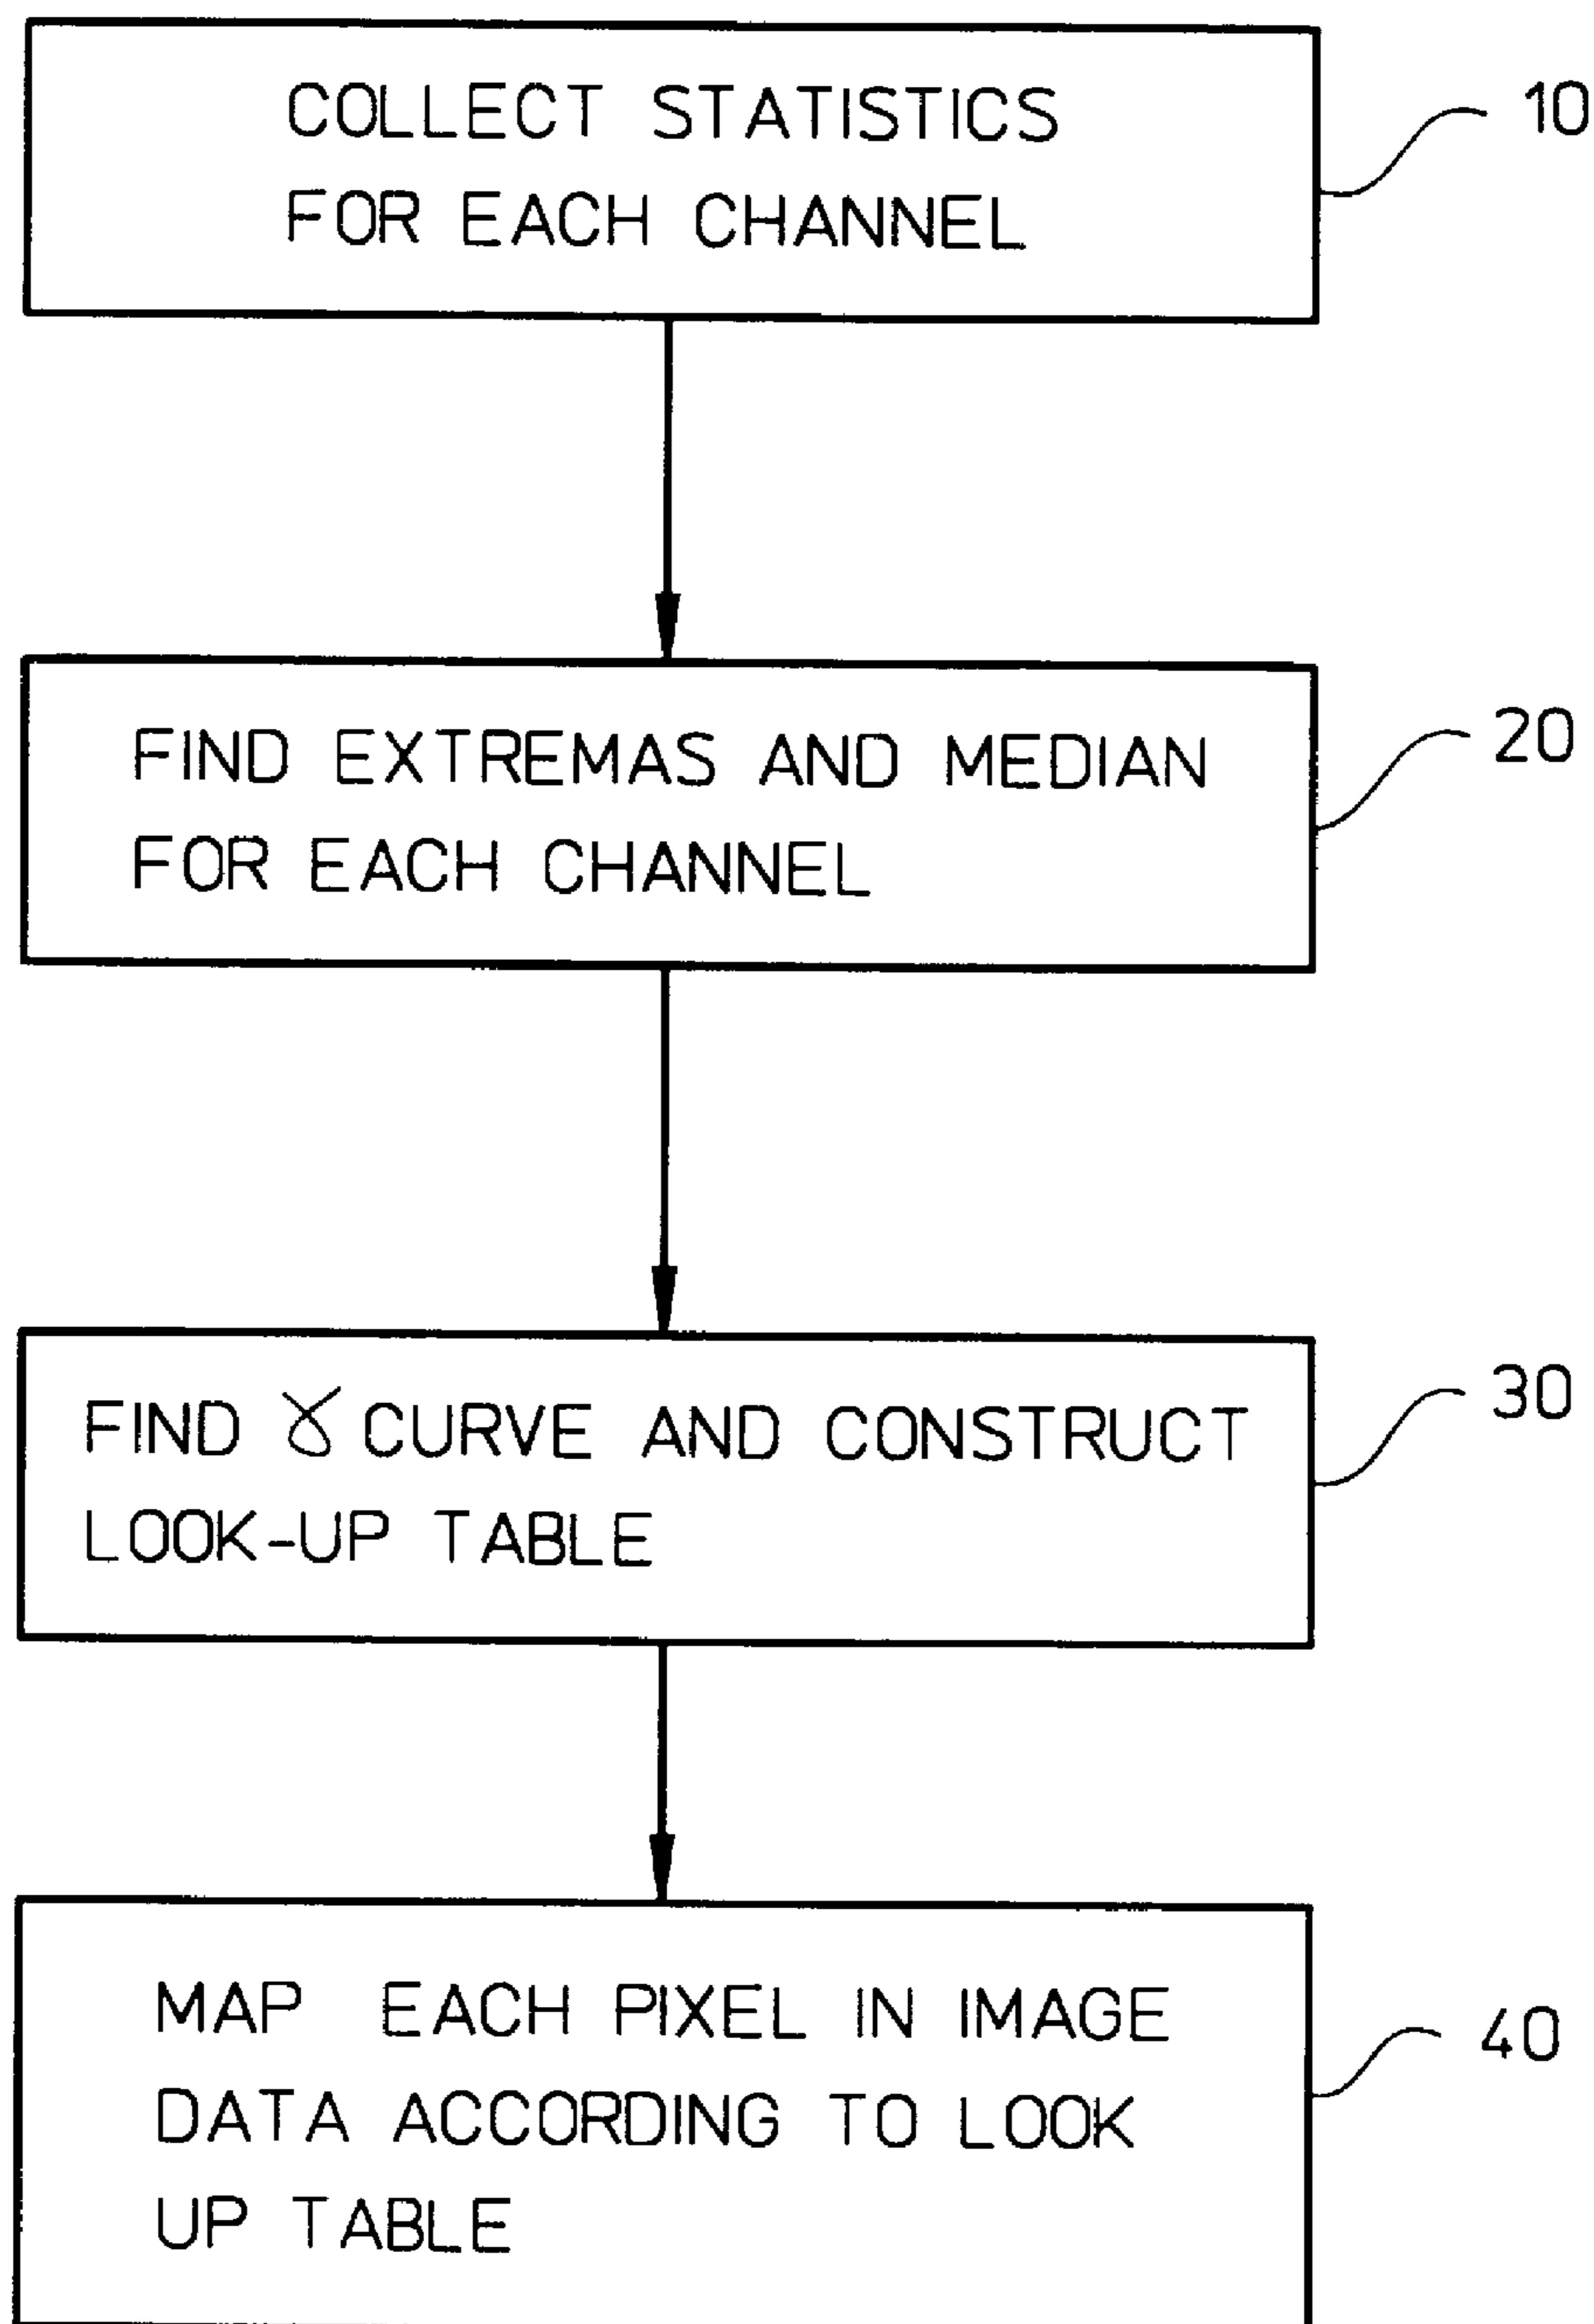 COLLECT STATISTICS
FOR EACH CHANNEL
10
FIND EXTREMAS AND MEDIAN
FOR EACH CHANNEL
20
FIND γ CURVE AND CONSTRUCT
LOOK-UP TABLE
30
MAP EACH PIXEL IN IMAGE
DATA ACCORDING TO LOOK
UP TABLE
40